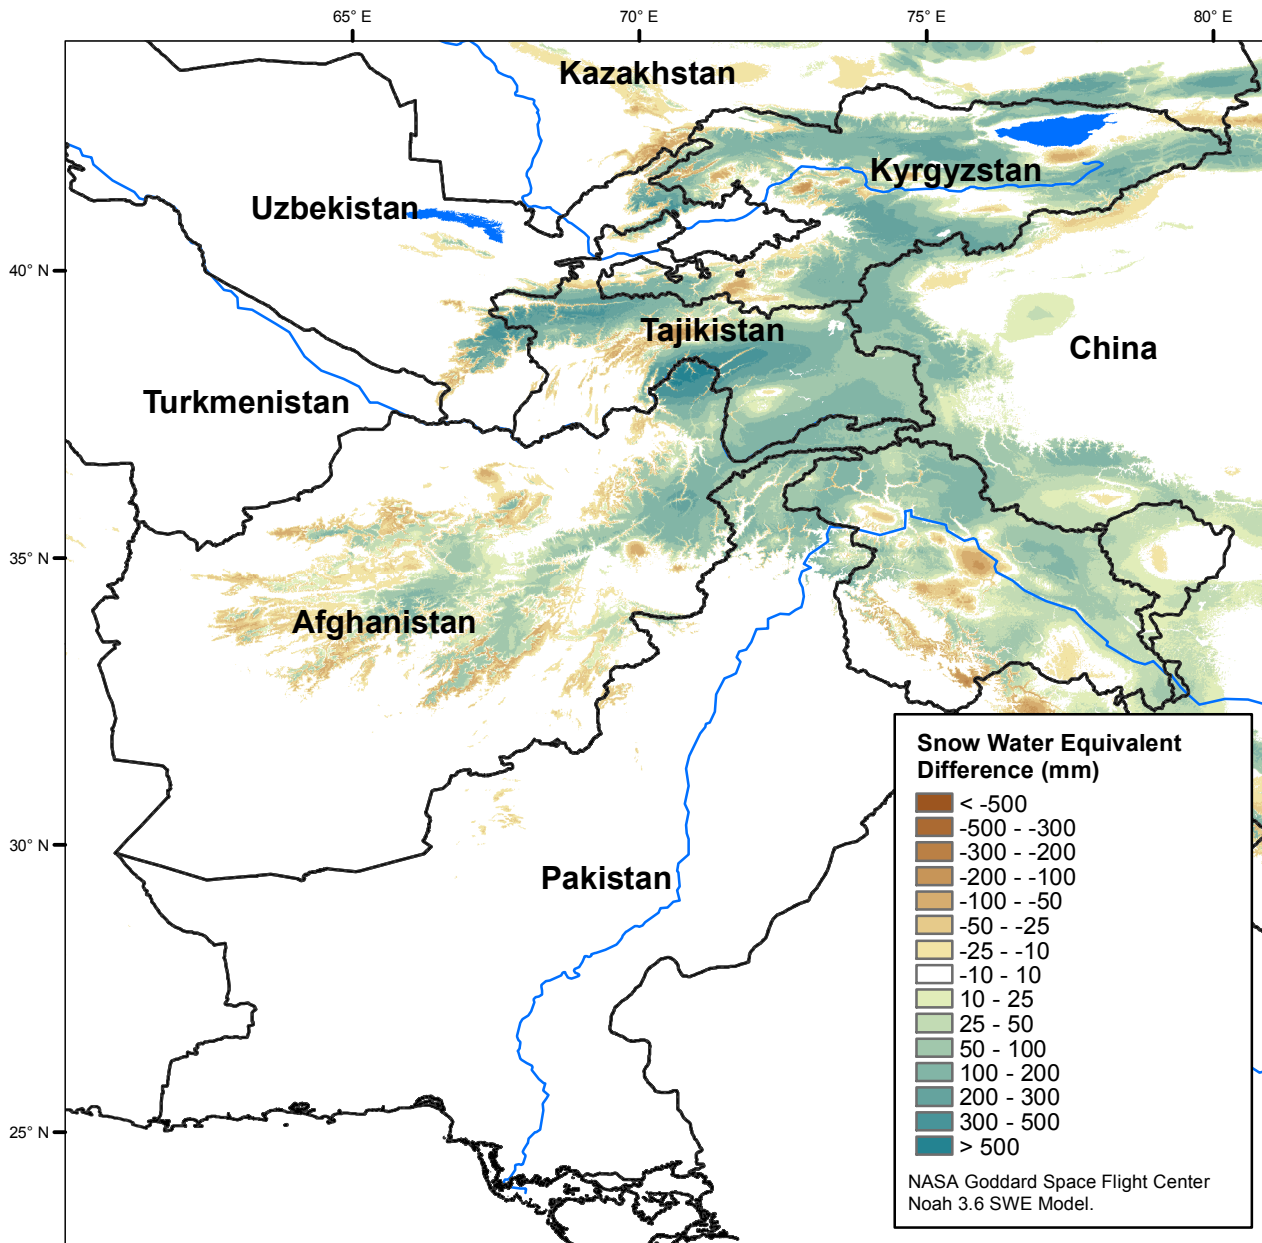 65° E
70° E
75° E
80° E
Kazakhstan
Kyrgyzstan
Uzbekistan
40° N
Tajikistan
China
Turkmenistan
35° N
Afghanistan
30° N
Pakistan
25° N
Snow Water Equivalent
Difference (mm)
< -500
-500 - -300
-300 - -200
-200 - -100
-100 - -50
-50 - -25
-25 - -10
-10 - 10
10 - 25
25 - 50
50 - 100
100 - 200
200 - 300
300 - 500
> 500
NASA Goddard Space Flight Center
Noah 3.6 SWE Model.